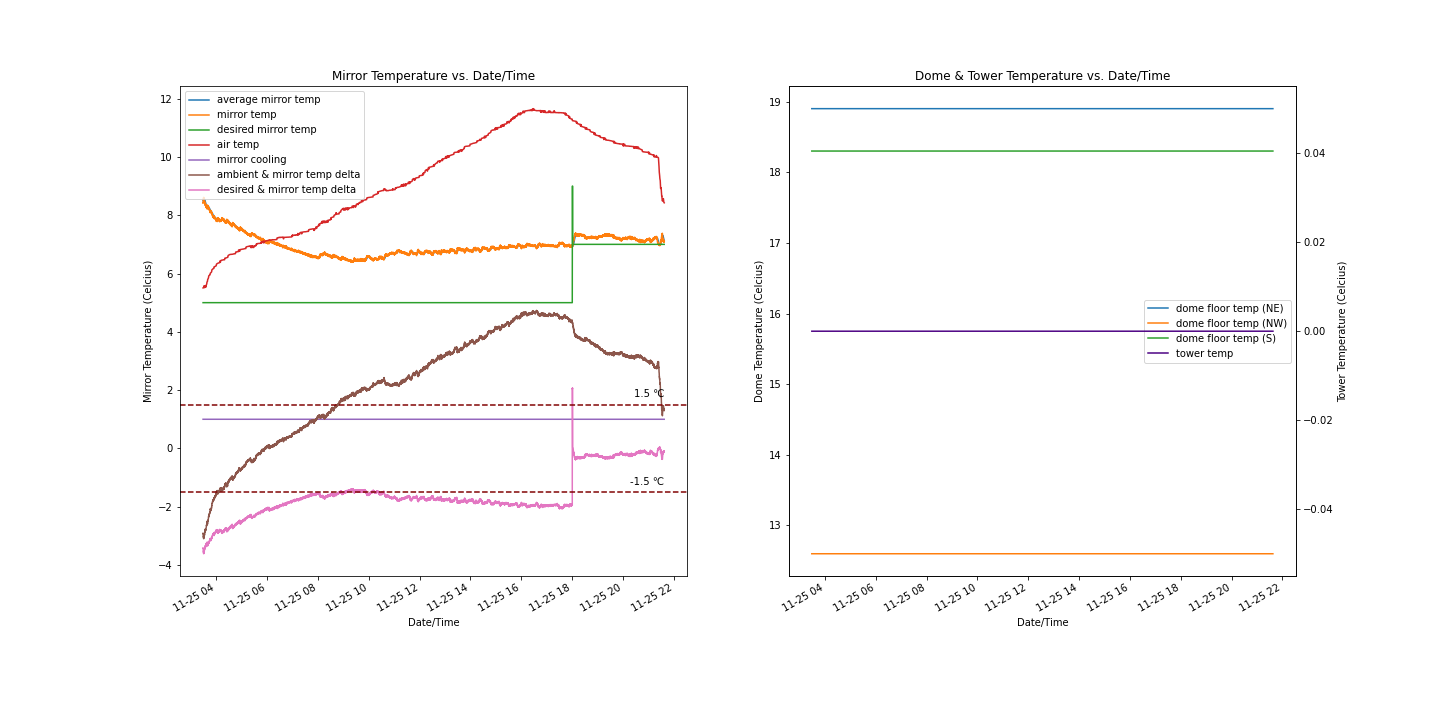 Mirror Temperature vs. Date/Time
12
10
8
6
4
2
0
−2
−4
Mirror Temperature (Celcius)
average mirror temp
mirror temp
desired mirror temp
air temp
mirror cooling
ambient & mirror temp delta
desired & mirror temp delta
1.5 °C
-1.5 °C
11-25 04
11-25 06
11-25 08
11-25 10
11-25 12
11-25 14
11-25 16
11-25 18
11-25 20
11-25 22
Date/Time
Dome & Tower Temperature vs. Date/Time
19
18
17
16
15
14
13
Dome Temperature (Celcius)
dome floor temp (NE)
dome floor temp (NW)
dome floor temp (S)
tower temp
0.04
0.02
0.00
−0.02
−0.04
Tower Temperature (Celcius)
11-25 04
11-25 06
11-25 08
11-25 10
11-25 12
11-25 14
11-25 16
11-25 18
11-25 20
11-25 22
Date/Time